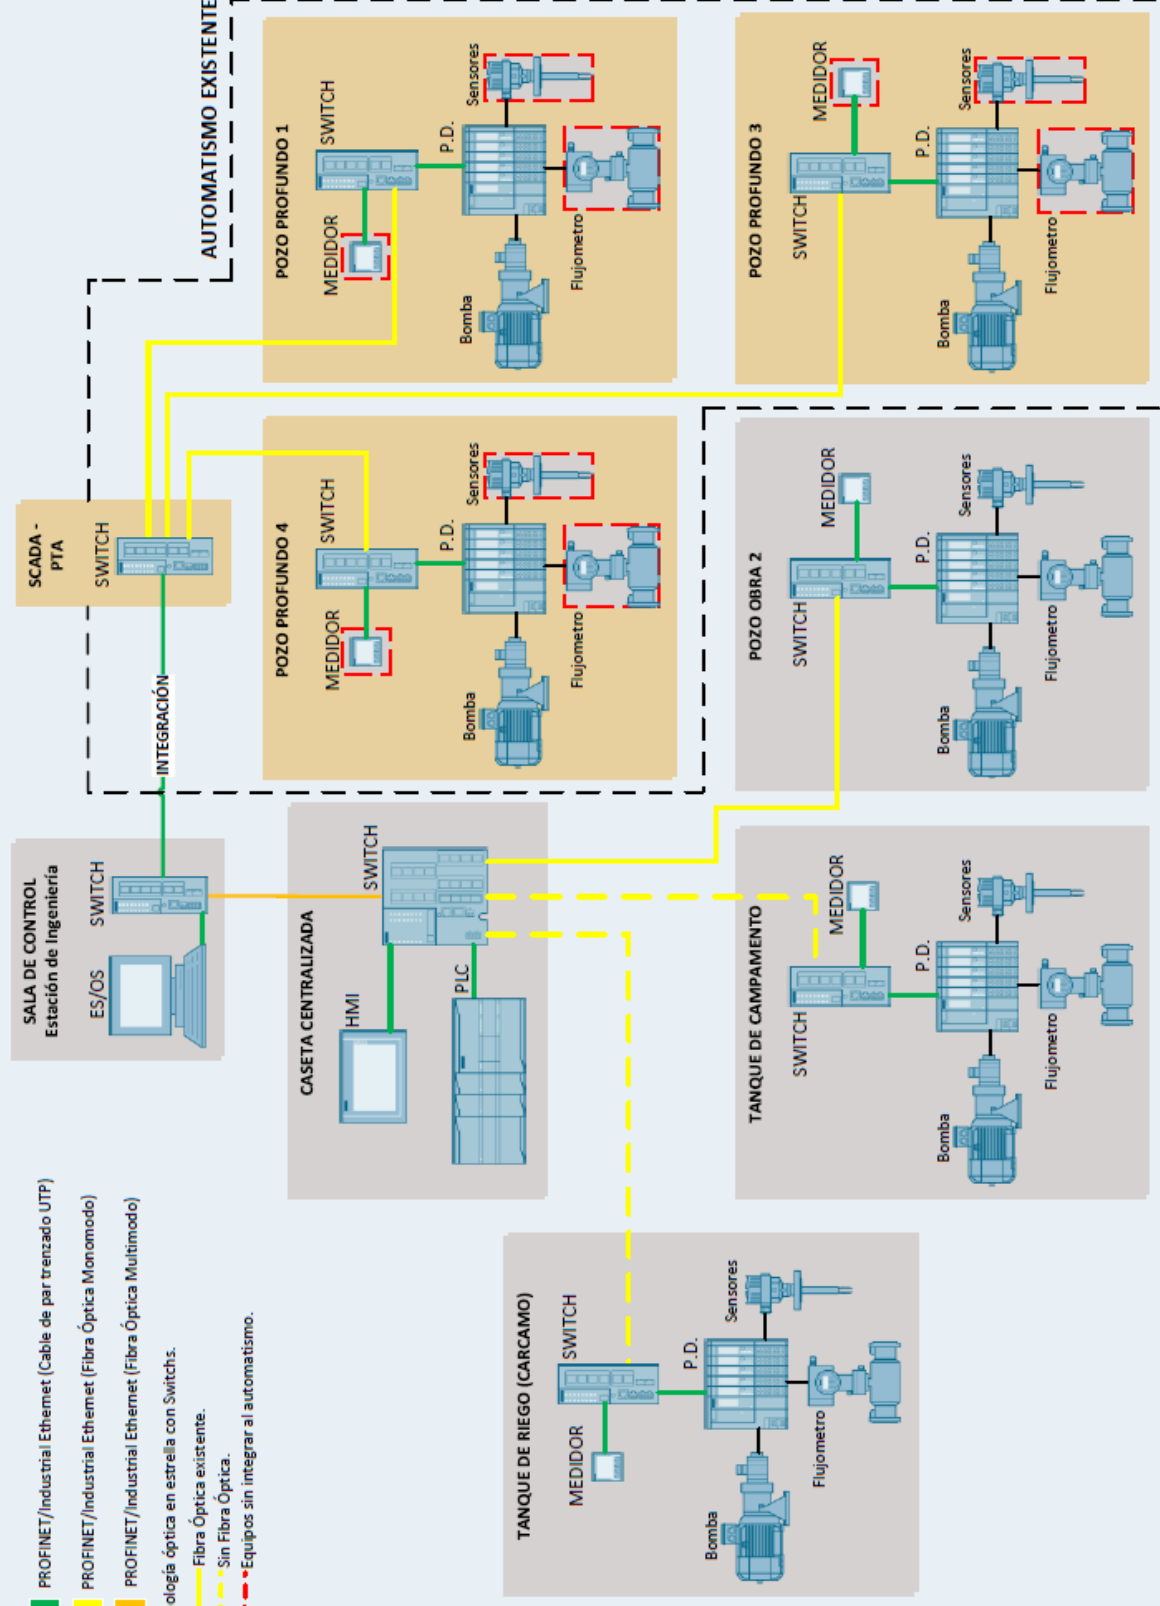 PROFINET/Industrial Ethernet (Cable de par trenzado UTP)
PROFINET/Industrial Ethernet (Fibra Óptica Monomodo)
PROFINET/Industrial Ethernet (Fibra Óptica Multimodo)
ología óptica en estrella con Switchs.
Fibra Óptica existente.
Sin Fibra Óptica.
Equipos sin integrar al automatismo.
SALA DE CONTROL
Estación de Ingeniería
ES/OS
SWITCH
INTEGRACIÓN
SCADA -
PTA
SWITCH
AUTOMATISMO EXISTENTE
CASETA CENTRALIZADA
HMI
SWITCH
PLC
POZO PROFUNDO 4
MEDIDOR
SWITCH
P.D.
Sensores
Bomba
Flujometro
POZO PROFUNDO 1
MEDIDOR
SWITCH
P.D.
Sensores
Bomba
Flujometro
TANQUE DE RIEGO (CARCAMO)
MEDIDOR
SWITCH
P.D.
Sensores
Bomba
Flujometro
TANQUE DE CAMPAMENTO
SWITCH
MEDIDOR
P.D.
Sensores
Bomba
Flujometro
POZO OBRA 2
SWITCH
MEDIDOR
P.D.
Sensores
Bomba
Flujometro
POZO PROFUNDO 3
SWITCH
MEDIDOR
P.D.
Sensores
Bomba
Flujometro